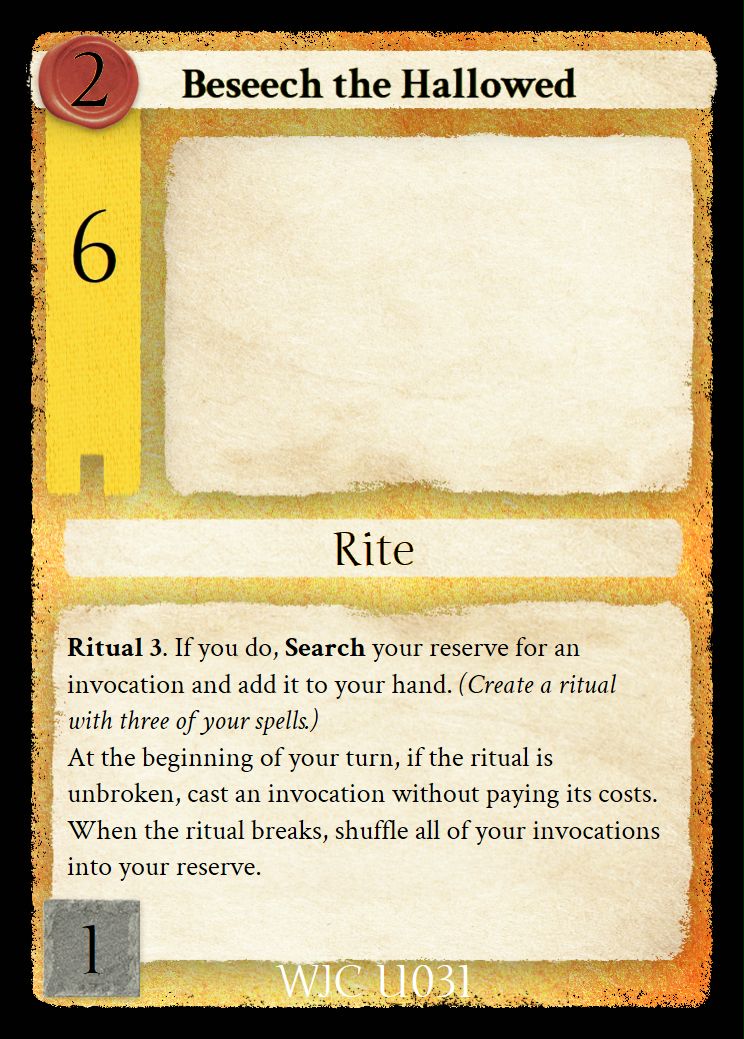 2
Beseech the Hallowed
6
Rite
Ritual 3. If you do, Search your reserve for an
invocation and add it to your hand. (Create a ritual
with three of your spells.)
At the beginning of your turn, if the ritual is
unbroken, cast an invocation without paying its costs.
When the ritual breaks, shuffle all of your invocations
into your reserve.
1
WJC U031